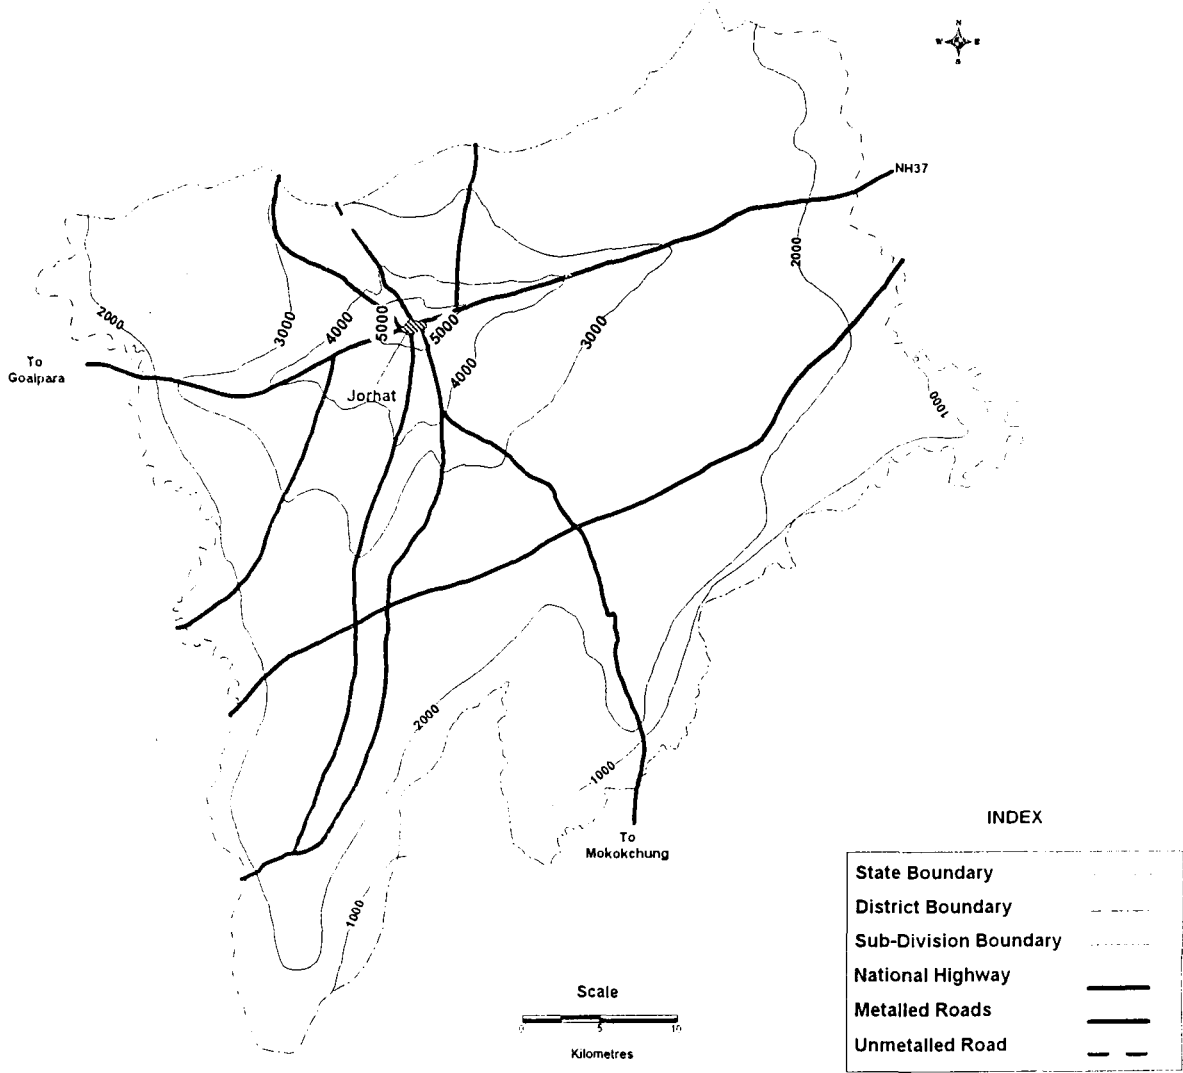 N
W E
S
NH37
2000
2000
3000
4000
5000
5000
3000
To
Goalpara
4000
Jorhat
1000
2000
1000
To
Mokokchung
INDEX
State Boundary
District Boundary
1000
Sub-Division Boundary
National Highway
Scale
Metalled Roads
0 5 10
Unmetalled Road
Kilometres